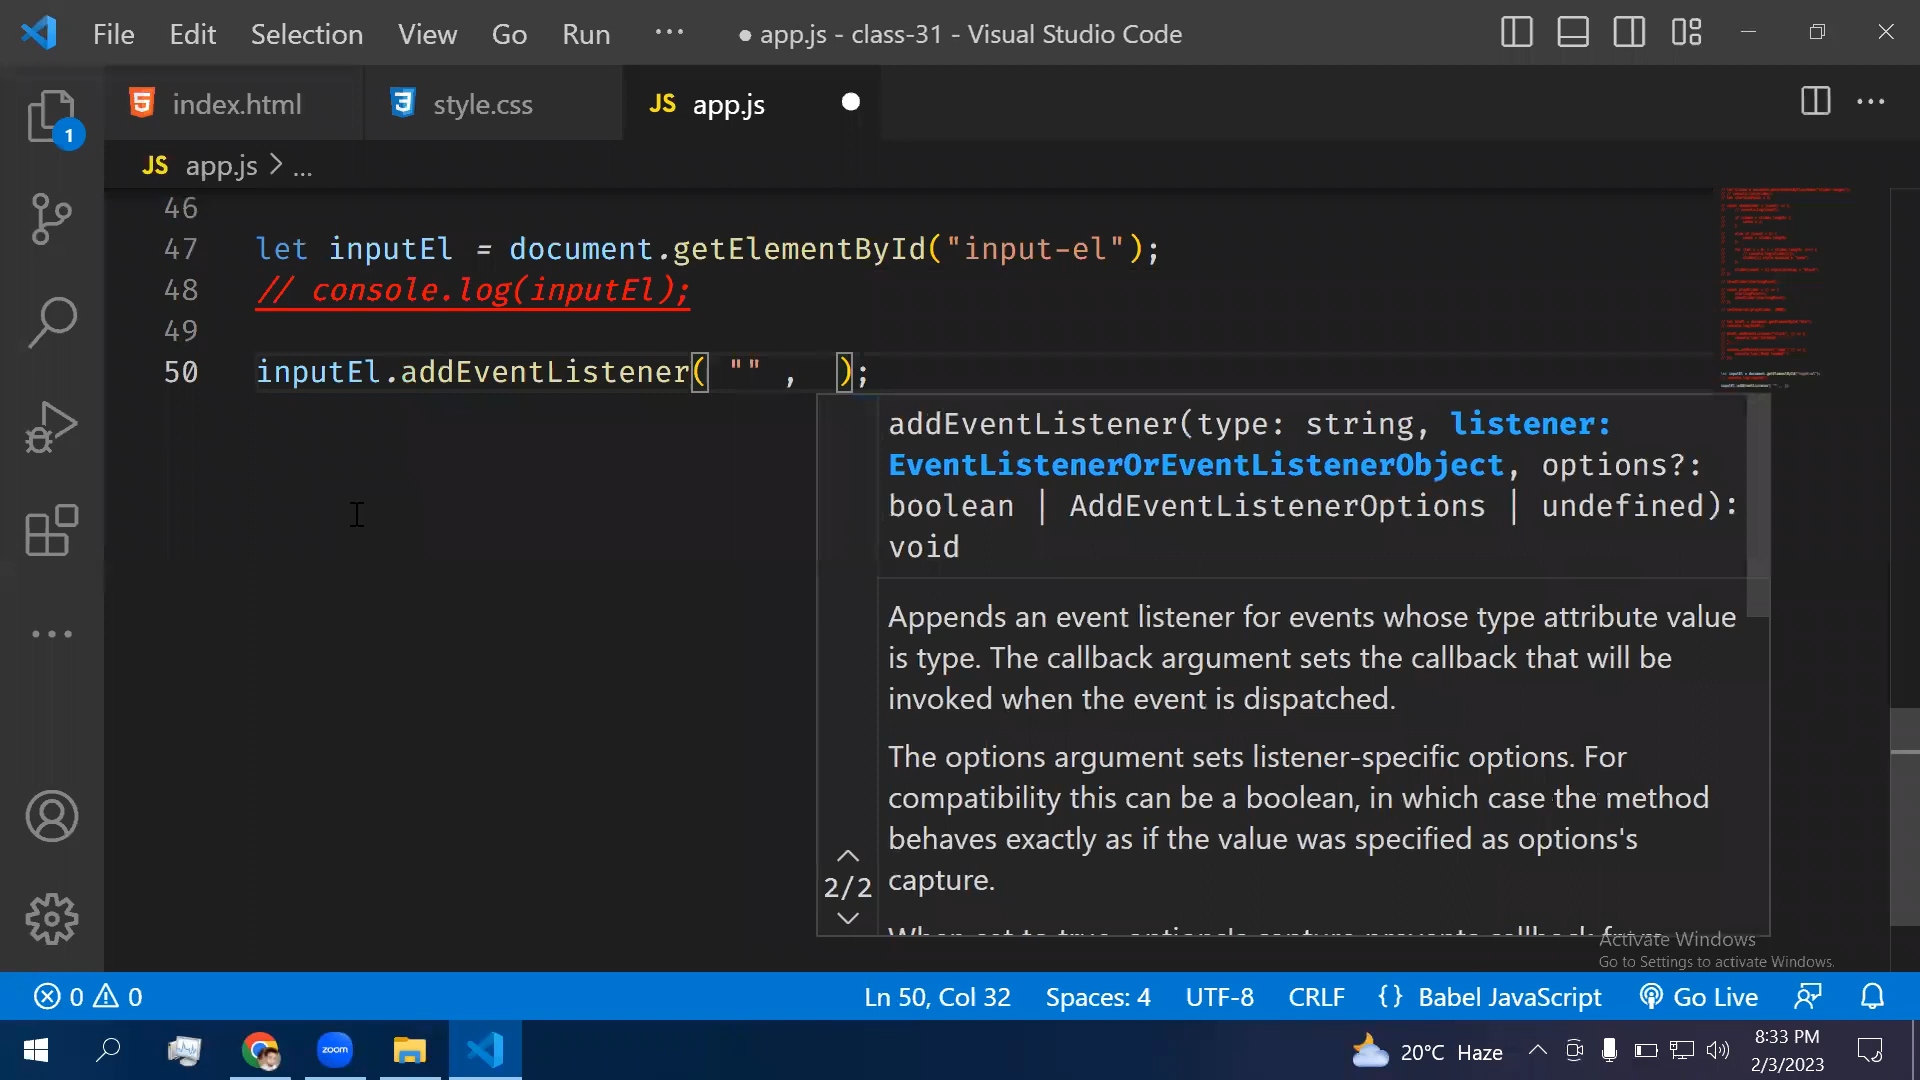 File Edit Selection View Go Run ··· ● app.js - class-31 - Visual Studio Code
index.html style.css JS app.js
JS app.js > ...
46
47 let inputEl = document.getElementById("input-el");
48 // console.log(inputEl);
49
50 inputEl.addEventListener( "" , );
addEventListener(type: string, listener:
EventListenerOrEventListenerObject, options?:
boolean | AddEventListenerOptions | undefined):
void
Appends an event listener for events whose type attribute value
is type. The callback argument sets the callback that will be
invoked when the event is dispatched.
The options argument sets listener-specific options. For
compatibility this can be a boolean, in which case the method
behaves exactly as if the value was specified as options's
capture.
2/2
1
Activate Windows
Go to Settings to activate Windows.
0 0 Ln 50, Col 32 Spaces: 4 UTF-8 CRLF {} Babel JavaScript Go Live
zoom 20°C Haze 8:33 PM
2/3/2023